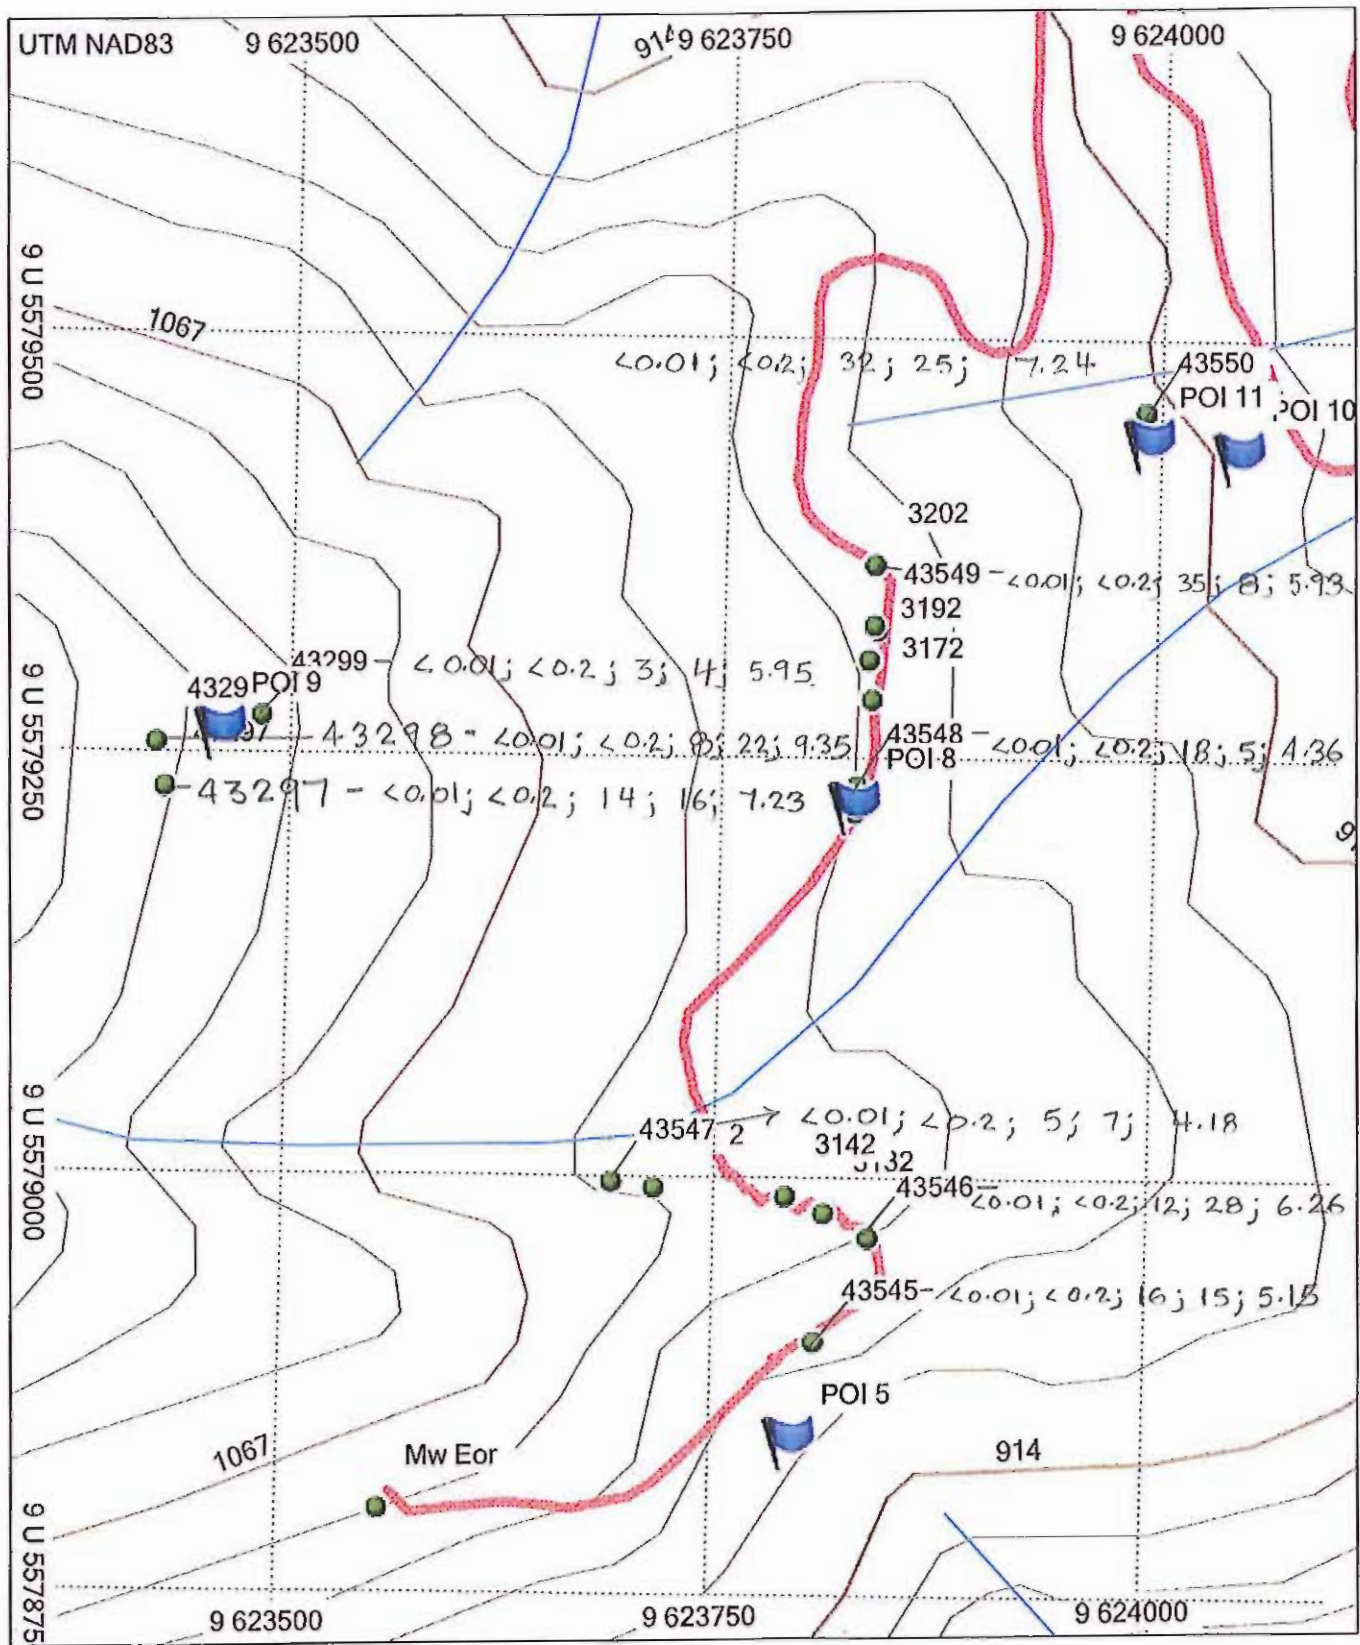 UTM NAD83
9 623500
914
9 623750
9 624000
9 U 5579500
1067
<0.01; <0.2; 32; 25; 7.24
43550
POI 11
POI 10
3202
43549 - <0.01; <0.2; 35; 8; 5.93
3192
3172
43299 - <0.01; <0.2; 3; 4; 5.95
4329
POI 9
9 U 5579250
43298 - <0.01; <0.2; 8; 22; 9.35
43548 - <0.01; <0.2; 18; 5; 4.36
POI 8
43297 - <0.01; <0.2; 14; 16; 7.23
9 U 5579000
43547
2
<0.01; <0.2; 5; 7; 4.18
3142
3132
43546 - <0.01; <0.2; 12; 28; 6.26
43545 - <0.01; <0.2; 16; 15; 5.15
POI 5
1067
Mw Eor
914
9 U 557875
9 623500
9 623750
9 624000